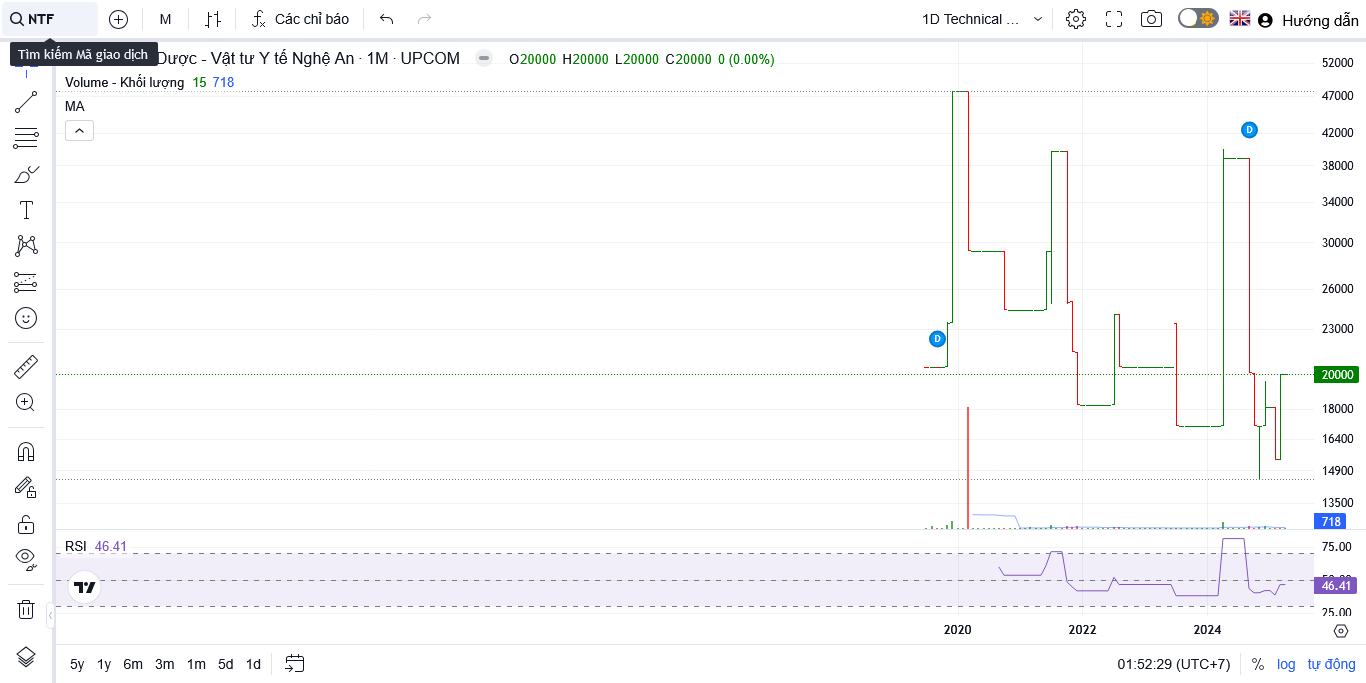 NTF M Các chỉ báo 1D Technical ... Hướng dẫn
Tìm kiếm Mã giao dịch
Dược - Vật tư Y tế Nghệ An · 1M · UPCOM O20000 H20000 L20000 C20000 0 (0.00%)
Volume - Khối lượng 15 718
MA
52000
47000
42000
38000
34000
30000
26000
23000
20000
18000
16400
14900
13500
718
D
D
RSI 46.41
75.00
50.00
46.41
25.00
2020 2022 2024
5y 1y 6m 3m 1m 5d 1d 01:52:29 (UTC+7) % log tự động